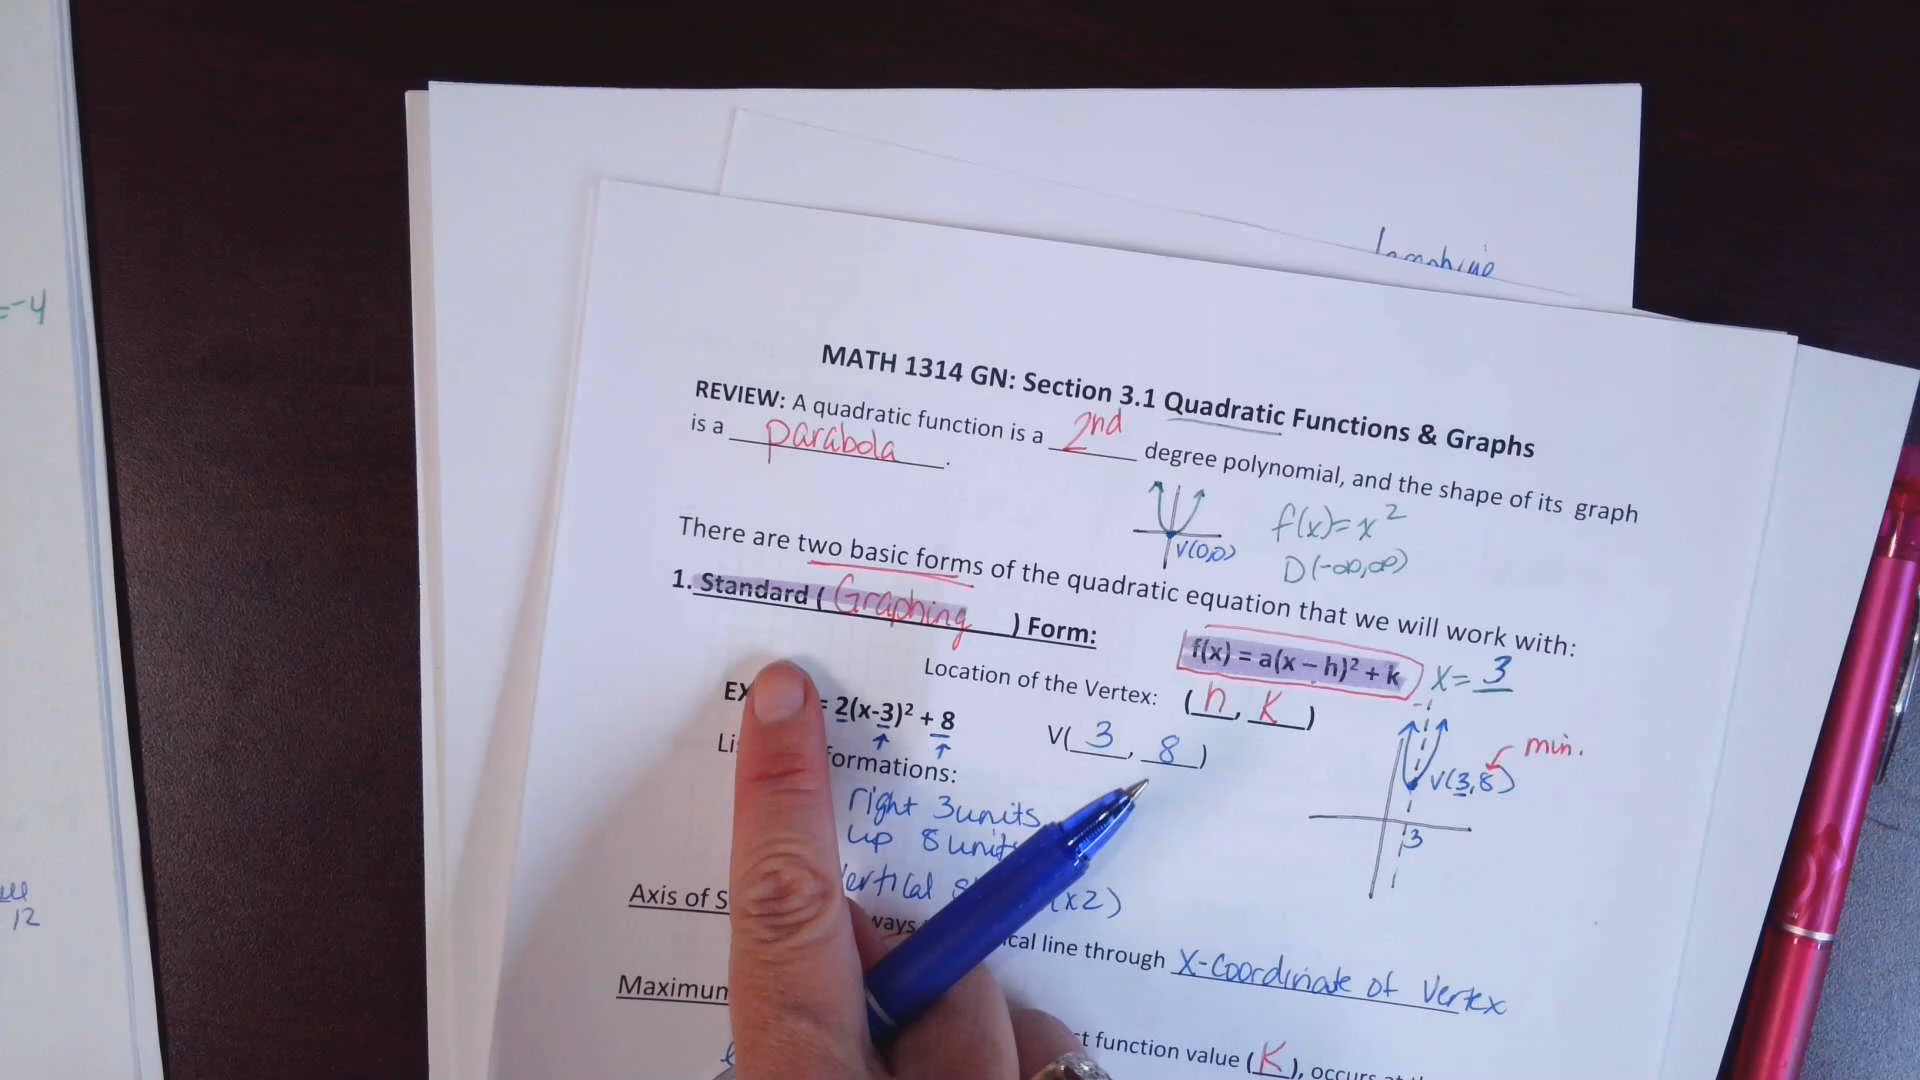 =-4
12
MATH 1314 GN: Section 3.1 Quadratic Functions & Graphs
REVIEW: A quadratic function is a 2nd degree polynomial, and the shape of its graph
is a parabola.
V(0,0)
f(x)=x²
D(-∞,∞)
There are two basic forms of the quadratic equation that we will work with:
1. Standard (Graphing) Form:
f(x) = a(x – h)² + k
X= 3
Location of the Vertex: (h, K)
EX = 2(x-3)² + 8
V(3, 8)
min.
V(3,8)
3
formations:
right 3 units
up 8 units
(x2)
Axis of
cal line through X-Coordinate of Vertex
function value (K), occurs